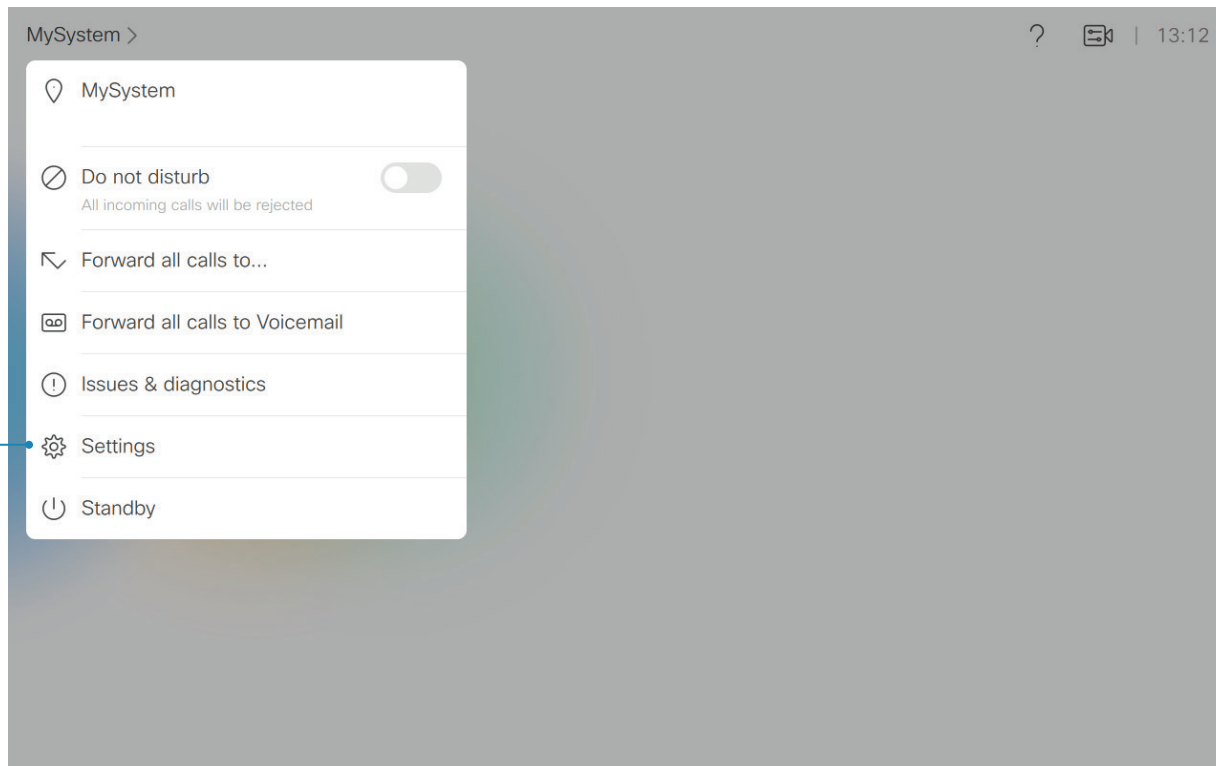 MySystem >
? | 13:12
MySystem
Do not disturb
All incoming calls will be rejected
Forward all calls to...
Forward all calls to Voicemail
Issues & diagnostics
Settings
Standby